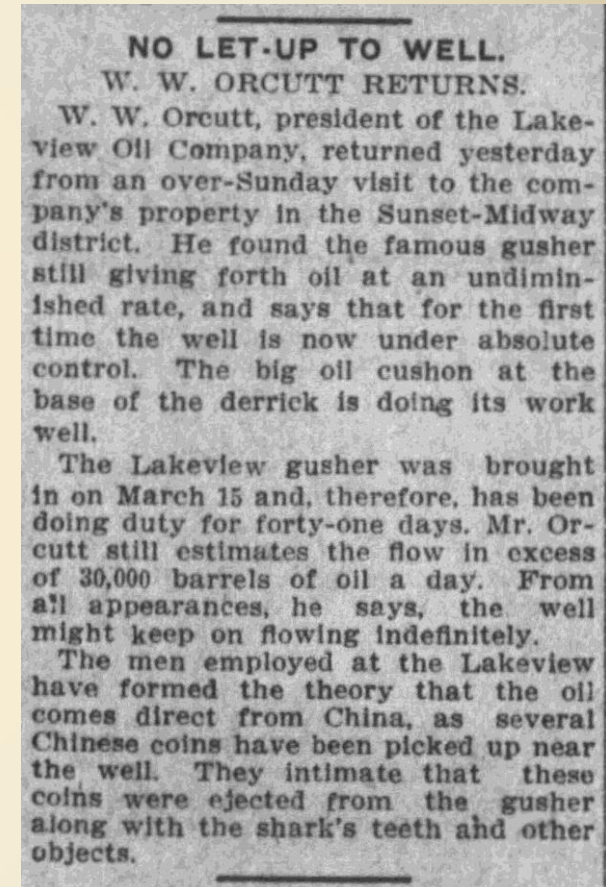 NO LET-UP TO WELL.
W. W. ORCUTT RETURNS.
W. W. Orcutt, president of the Lake-
view Oil Company, returned yesterday
from an over-Sunday visit to the com-
pany's property in the Sunset-Midway
district. He found the famous gusher
still giving forth oil at an undimin-
ished rate, and says that for the first
time the well is now under absolute
control. The big oil cushon at the
base of the derrick is doing its work
well.
The Lakeview gusher was brought
in on March 15 and, therefore, has been
doing duty for forty-one days. Mr. Or-
cutt still estimates the flow in excess
of 30,000 barrels of oil a day. From
all appearances, he says, the well
might keep on flowing indefinitely.
The men employed at the Lakeview
have formed the theory that the oil
comes direct from China, as several
Chinese coins have been picked up near
the well. They intimate that these
coins were ejected from the gusher
along with the shark's teeth and other
objects.